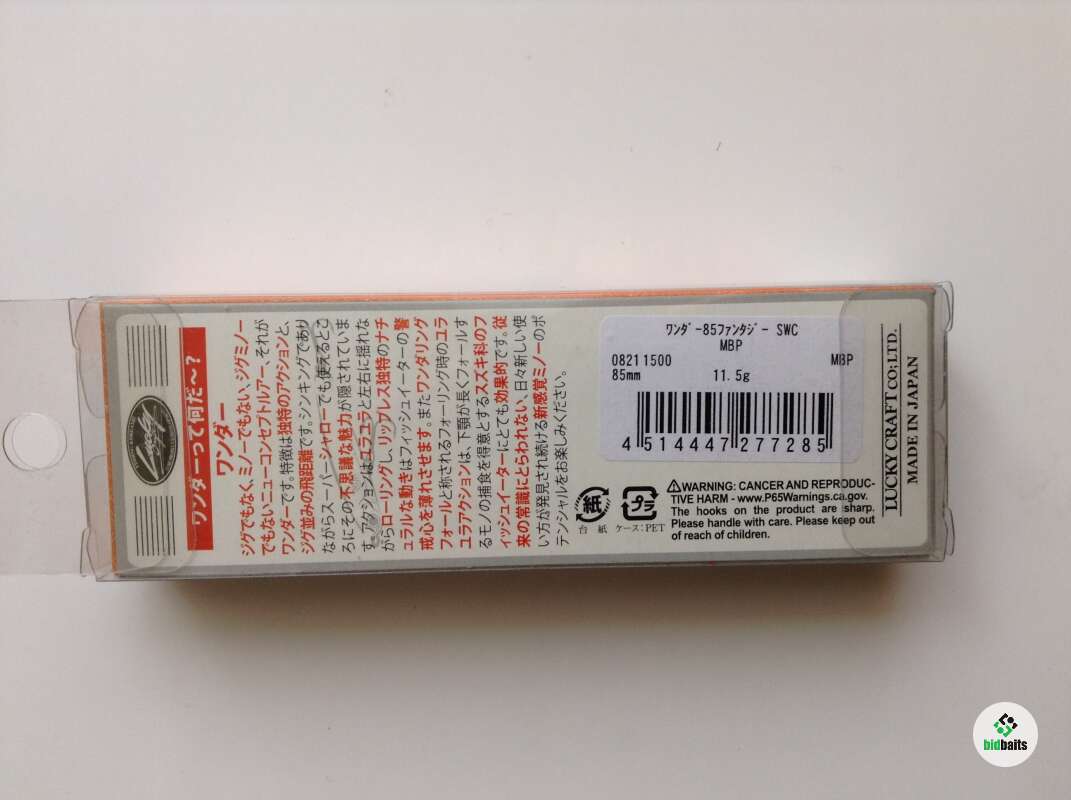 ワンダーって何だ～?
ワンダー
ジグでもなく、ミノーでもない、ジグミノー
でもないニューコンセプトルアー、それが
ワンダーです。特徴は独特のアクションと、
ジグ並みの飛距離です。シンキングであり
ながらスーパーシャローでも使えるとこ
ろにその不思議な魅力が隠されていま
す。アクションはユラユラと左右に揺れな
がらローリングし、リップレス独特のナチ
ュラルな動きはフィッシュイーターの警
戒心を薄れさせます。またワンダリング
フォールと称されるフォーリング時のユラ
ユラアクションは、下顎が長くフォールす
るモノの捕食を得意とするスズキ科のフ
ィッシュイーターにとても効果的です。従
来の常識にとらわれない、日々新しい使
い方が発見され続ける新感覚ミノーのポ
テンシャルをお楽しみください。
ﾜﾝﾀﾞｰ85ﾌｧﾝﾀｼﾞｰ SWC
MBP
0821 1500 MBP
85mm 11.5g
4 514447 277285
紙 プラ
台 紙 ケース:PET
⚠WARNING: CANCER AND REPRODUC-
TIVE HARM - www.P65Warnings.ca.gov.
The hooks on the product are sharp.
Please handle with care. Please keep out
of reach of children.
LUCKY CRAFT CO;LTD.
MADE IN JAPAN
bidbaits